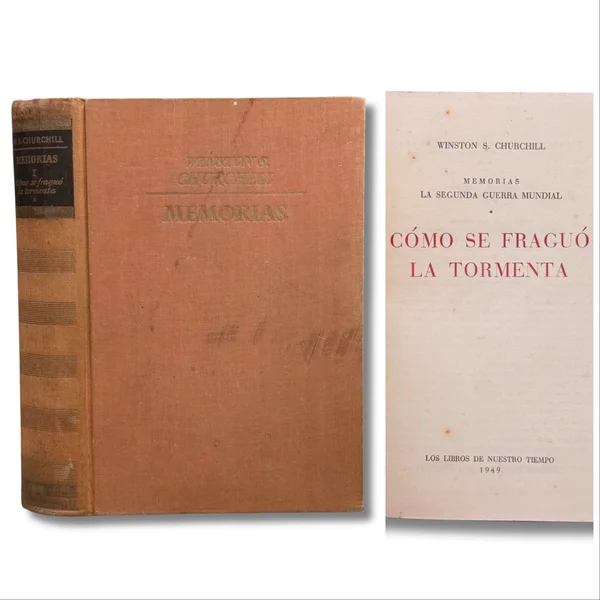 W. S. CHURCHILL
MEMORIAS
I
Cómo se fraguó
la tormenta
WINSTON S.
CHURCHILL
MEMORIAS
WINSTON S. CHURCHILL
MEMORIAS
LA SEGUNDA GUERRA MUNDIAL
CÓMO SE FRAGUÓ
LA TORMENTA
LOS LIBROS DE NUESTRO TIEMPO
1949